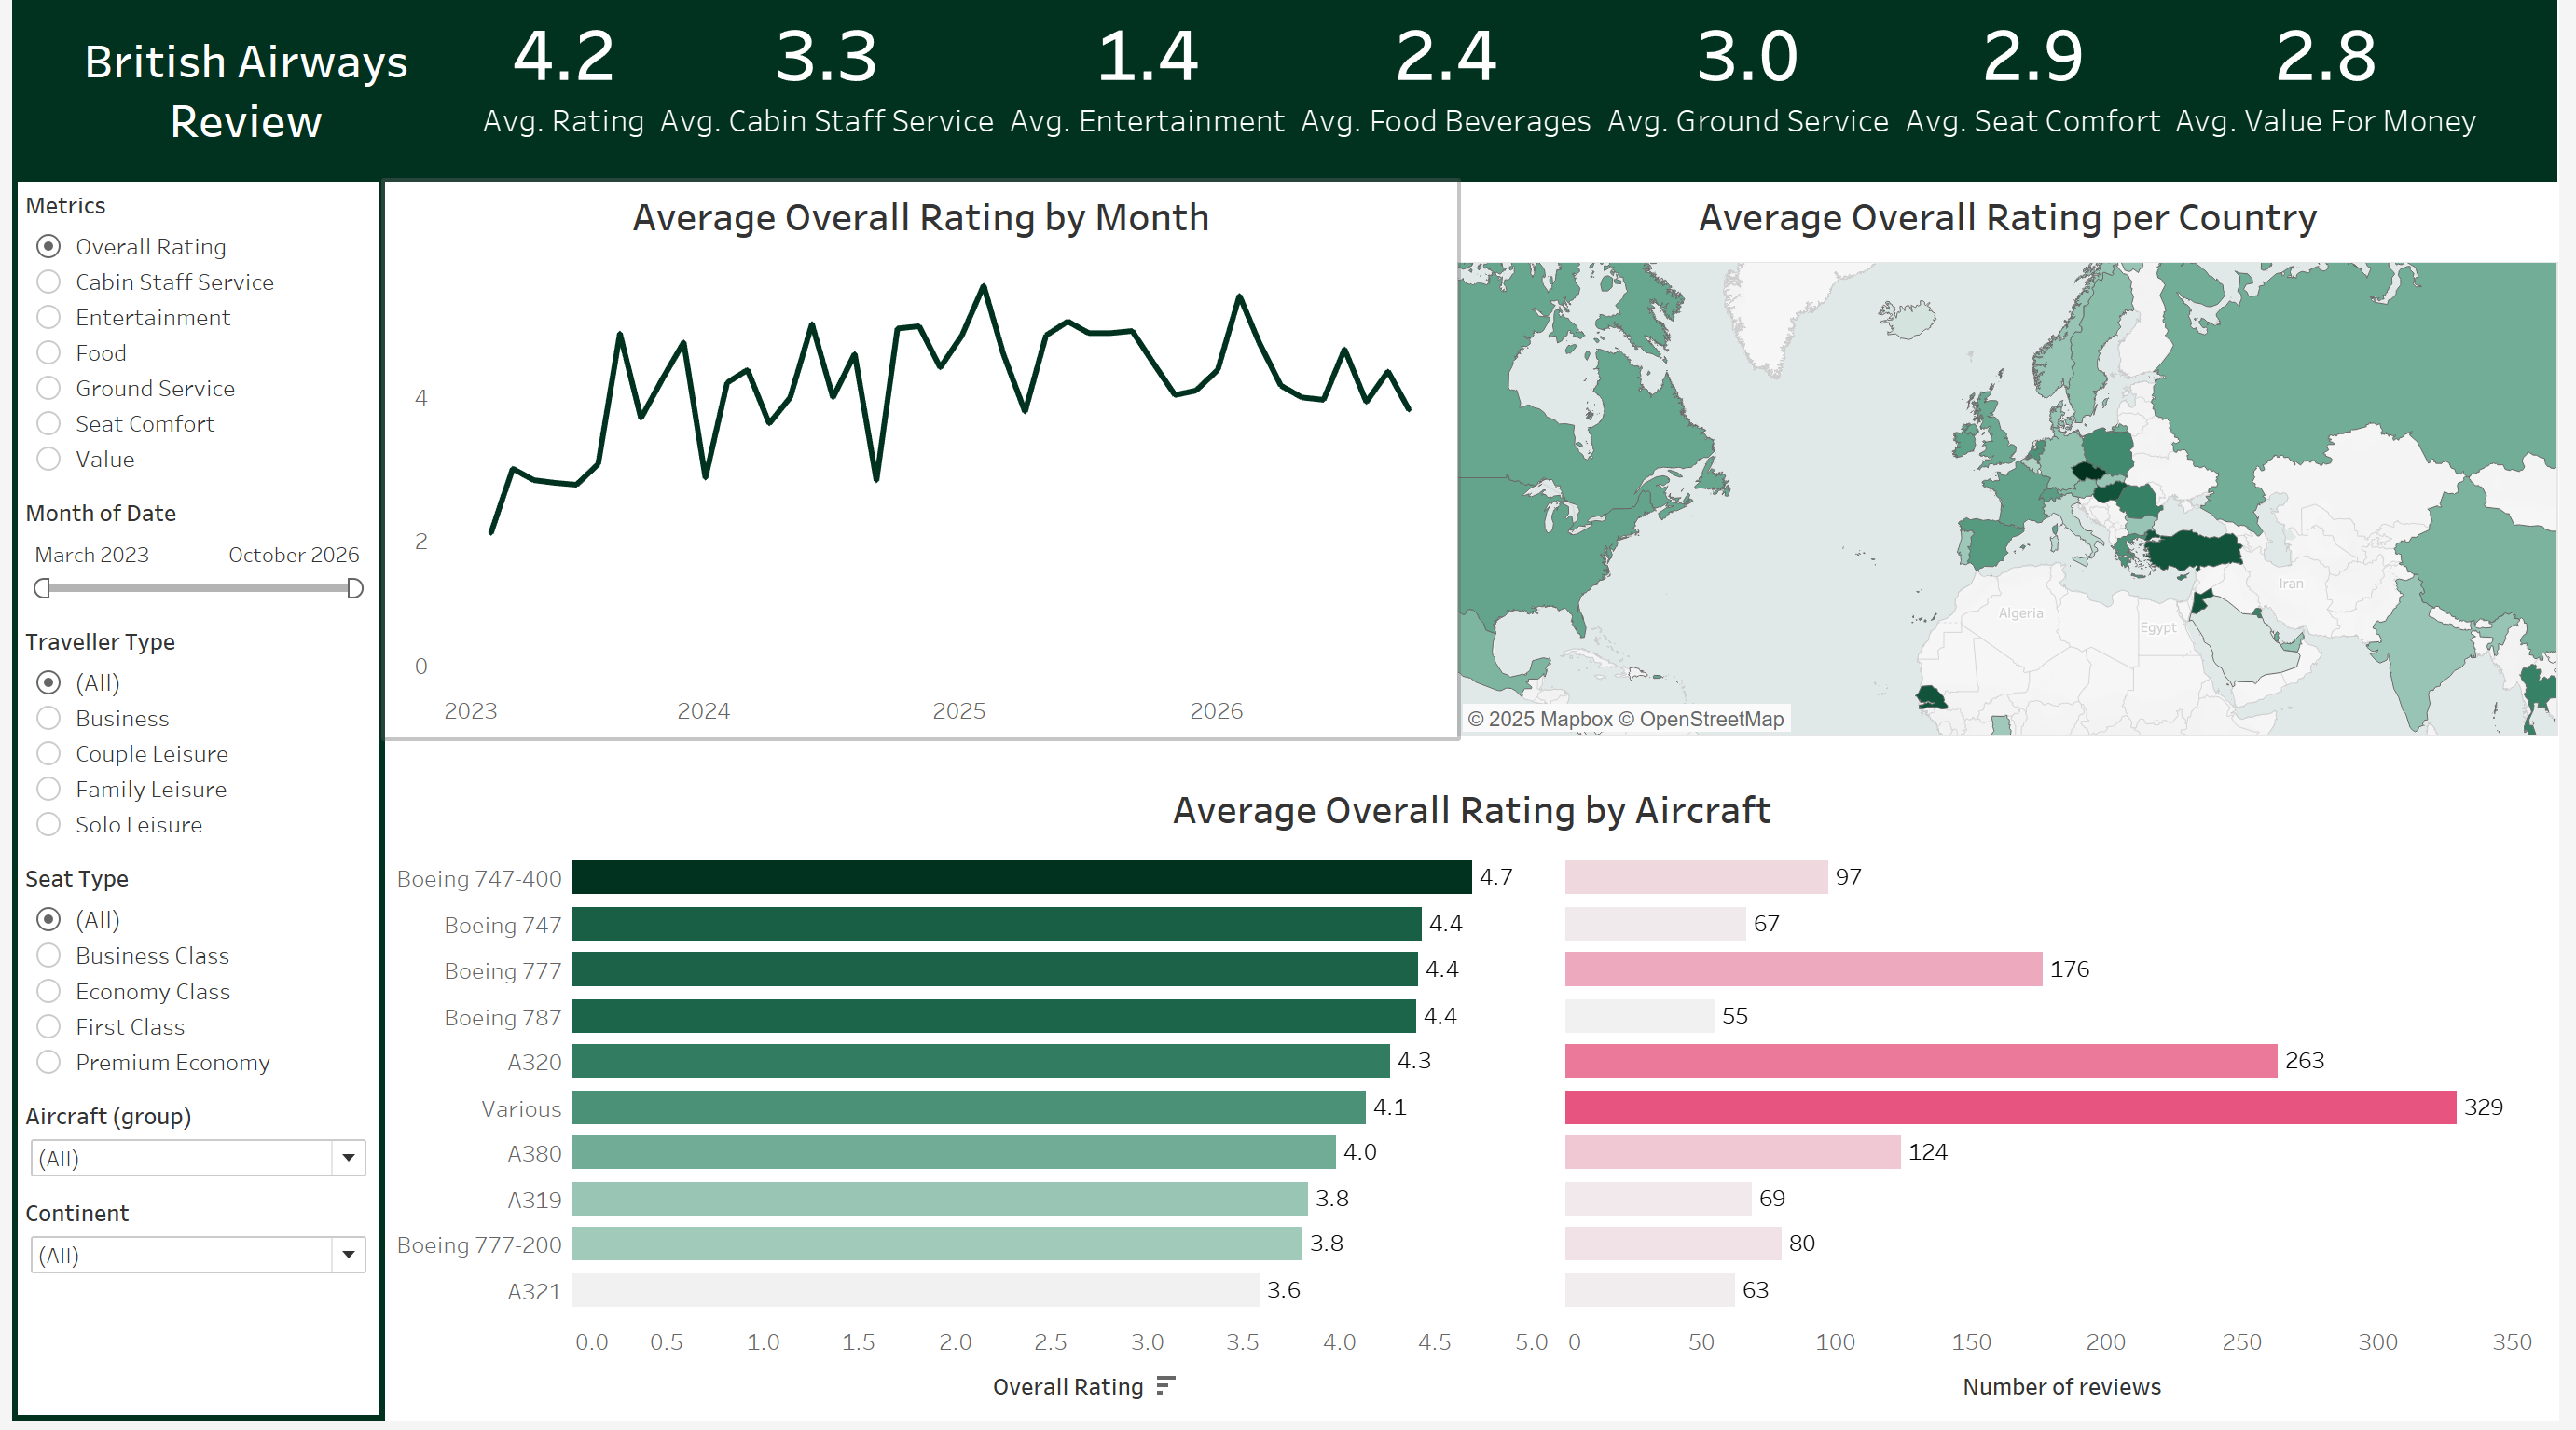 British Airways
Review
4.2
Avg. Rating
3.3
Avg. Cabin Staff Service
1.4
Avg. Entertainment
2.4
Avg. Food Beverages
3.0
Avg. Ground Service
2.9
Avg. Seat Comfort
2.8
Avg. Value For Money
Metrics
Overall Rating
Cabin Staff Service
Entertainment
Food
Ground Service
Seat Comfort
Value
Month of Date
March 2023 October 2026
Traveller Type
(All)
Business
Couple Leisure
Family Leisure
Solo Leisure
Seat Type
(All)
Business Class
Economy Class
First Class
Premium Economy
Aircraft (group)
(All)
Continent
(All)
Average Overall Rating by Month
4
2
0
2023 2024 2025 2026
Average Overall Rating per Country
Iran
Algeria
Egypt
© 2025 Mapbox © OpenStreetMap
Average Overall Rating by Aircraft
Boeing 747-400 4.7 97
Boeing 747 4.4 67
Boeing 777 4.4 176
Boeing 787 4.4 55
A320 4.3 263
Various 4.1 329
A380 4.0 124
A319 3.8 69
Boeing 777-200 3.8 80
A321 3.6 63
0.0 0.5 1.0 1.5 2.0 2.5 3.0 3.5 4.0 4.5 5.0 0 50 100 150 200 250 300 350
Overall Rating Number of reviews